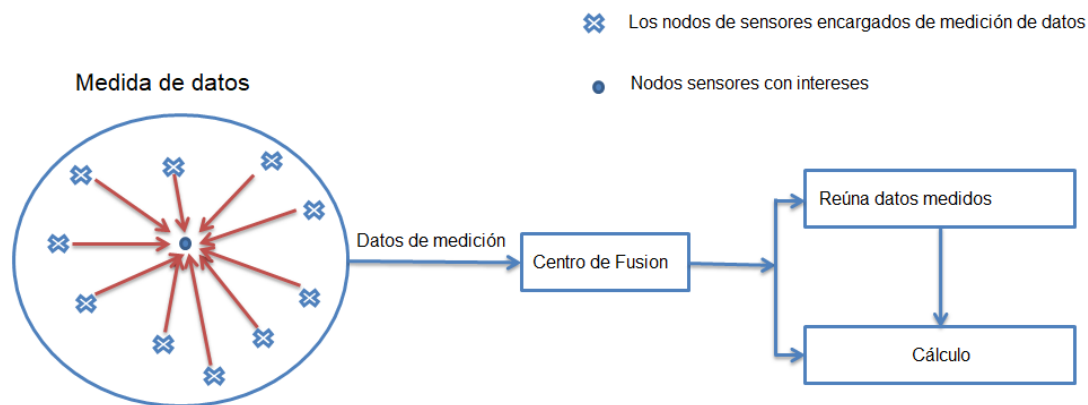 Los nodos de sensores encargados de medición de datos
Nodos sensores con intereses
Medida de datos
Datos de medición
Centro de Fusion
Reúna datos medidos
Cálculo